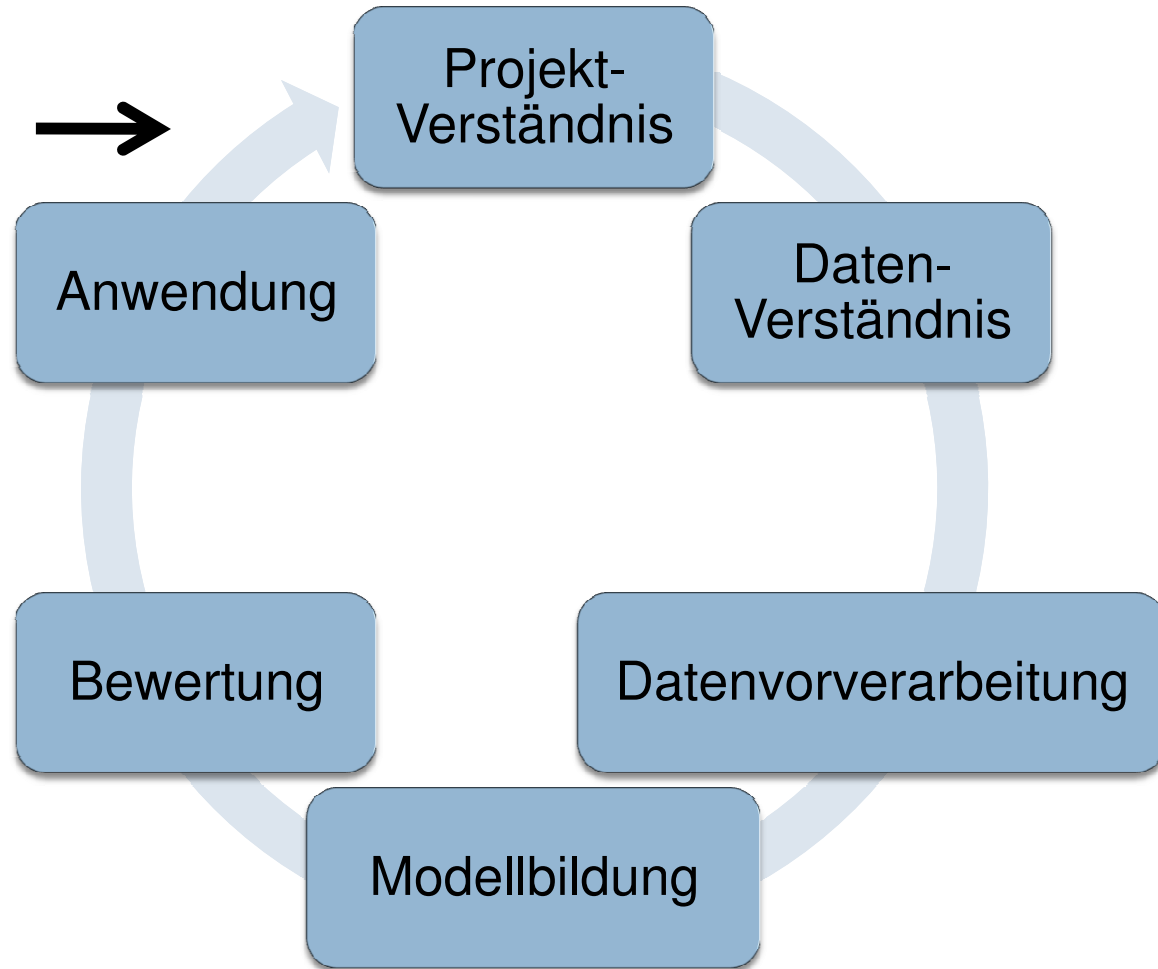 Projekt-
Verständnis
Daten-
Verständnis
Datenvorverarbeitung
Modellbildung
Bewertung
Anwendung